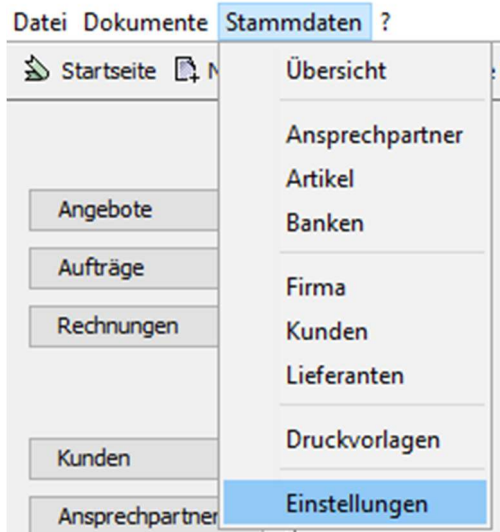 Datei Dokumente Stammdaten ?
Startseite
Übersicht
Ansprechpartner
Artikel
Banken
Firma
Kunden
Lieferanten
Druckvorlagen
Einstellungen
Angebote
Aufträge
Rechnungen
Kunden
Ansprechpartner